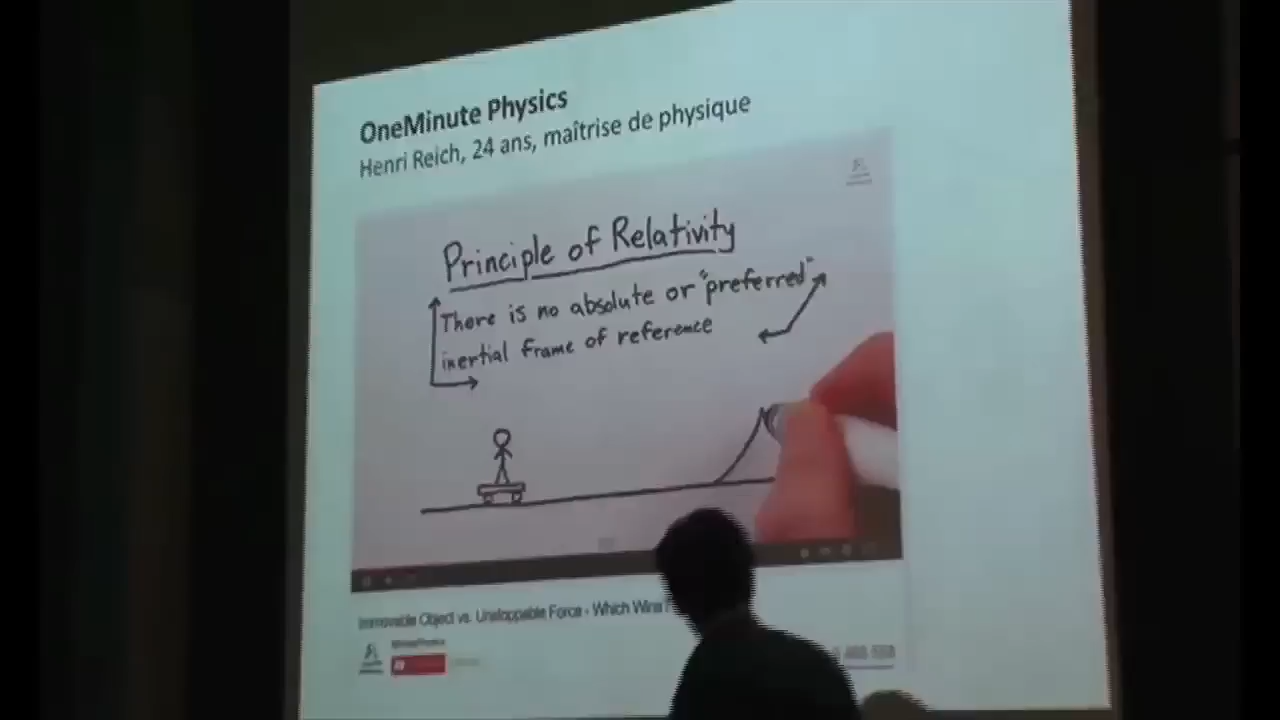 OneMinute Physics
Henri Reich, 24 ans, maîtrise de physique
Principle of Relativity
There is no absolute or "preferred"
inertial frame of reference
Immovable Object vs. Unstoppable Force - Which Wins